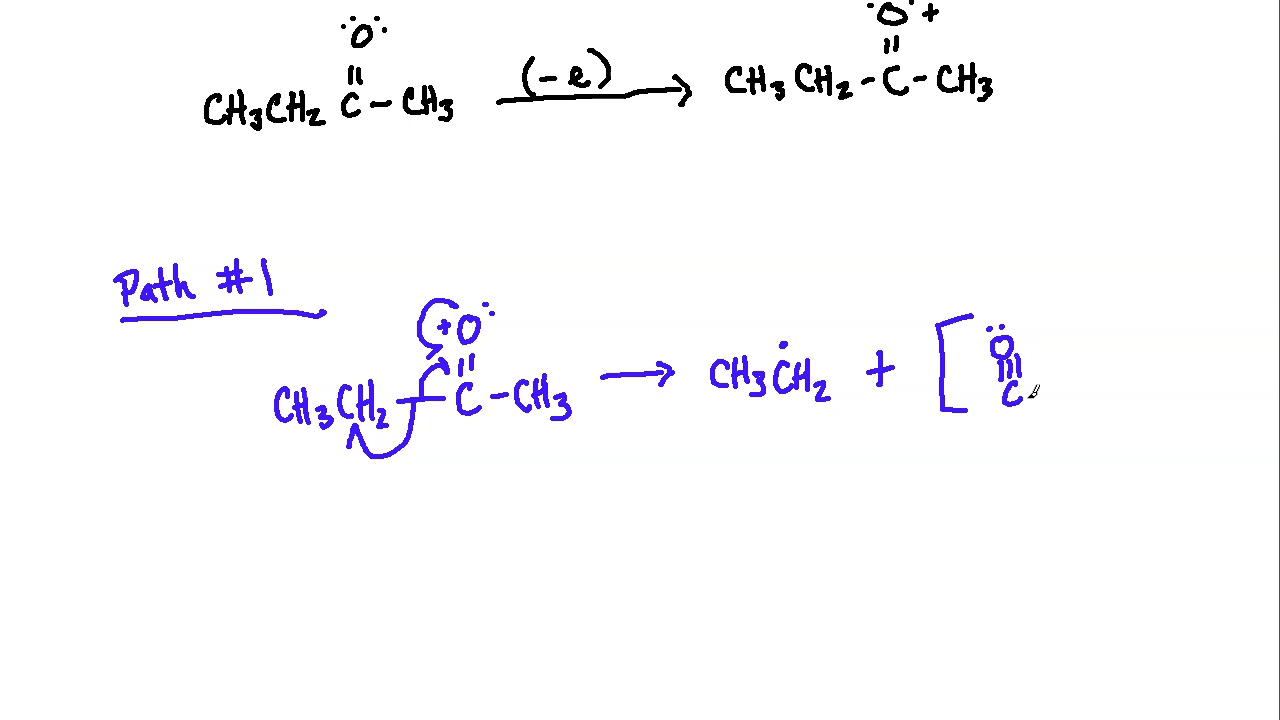 :O: (-e) :O·+
CH3CH2 C - CH3 → CH3CH2 - C - CH3
Path #1
+O: :O
CH3CH2 — C - CH3 → CH3ĊH2 + [ C